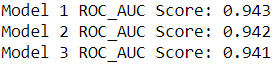 Model 1 ROC_AUC Score: 0.943
Model 2 ROC_AUC Score: 0.942
Model 3 ROC_AUC Score: 0.941